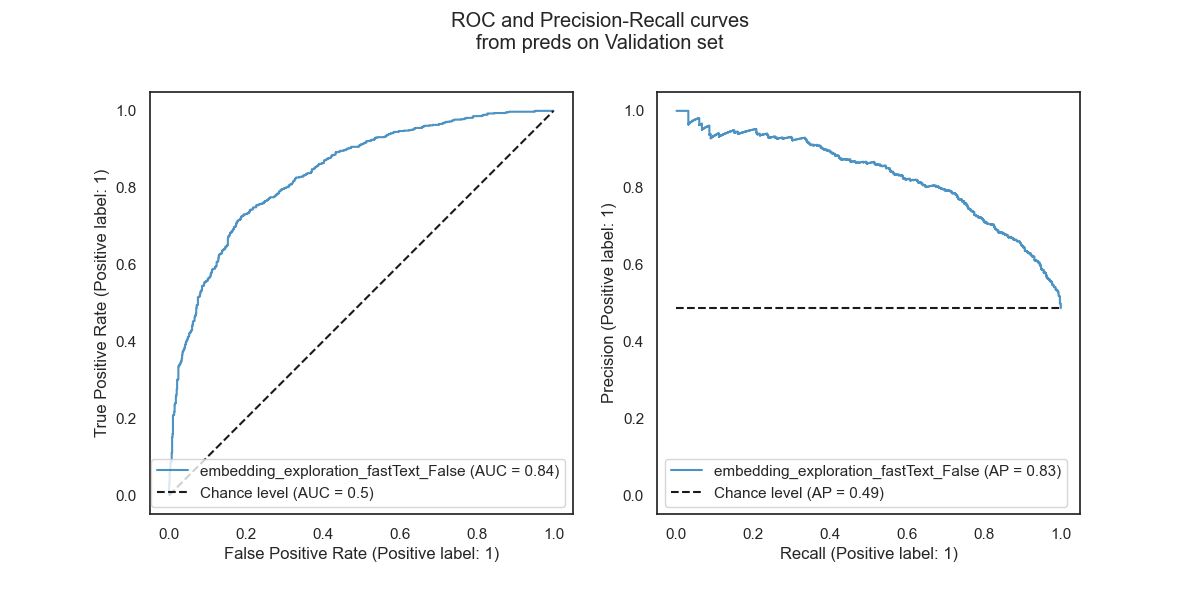 ROC and Precision-Recall curves
from preds on Validation set
True Positive Rate (Positive label: 1)
1.0
0.8
0.6
0.4
0.2
0.0
embedding_exploration_fastText_False (AUC = 0.84)
Chance level (AUC = 0.5)
0.0 0.2 0.4 0.6 0.8 1.0
False Positive Rate (Positive label: 1)
Precision (Positive label: 1)
1.0
0.8
0.6
0.4
0.2
0.0
embedding_exploration_fastText_False (AP = 0.83)
Chance level (AP = 0.49)
0.0 0.2 0.4 0.6 0.8 1.0
Recall (Positive label: 1)